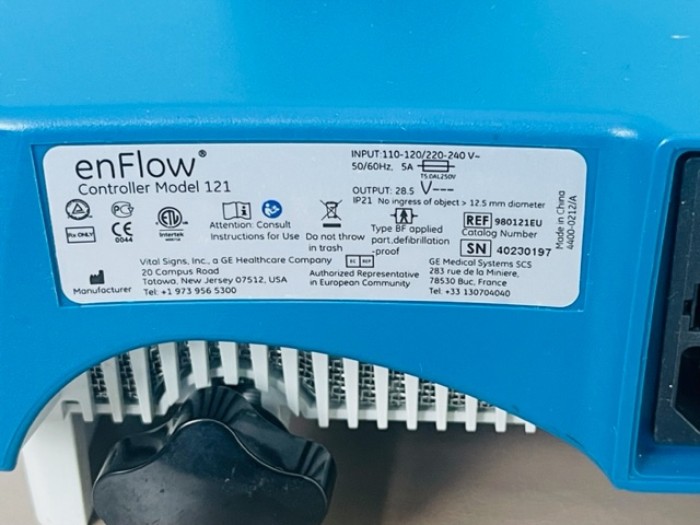 enFlow®
Controller Model 121
INPUT:110-120/220-240 V~
50/60Hz, 5A
T5.0AL250V
OUTPUT: 28.5 V
IP21 No ingress of object > 12.5 mm diameter
Rx ONLY
CE
0044
ETL
Intertek
Attention: Consult
Instructions for Use
Do not throw
in trash
Type BF applied
part,defibrillation
-proof
REF 980121EU
Catalog Number
SN 40230197
Made in China
4400-0212/A
Manufacturer
Vital Signs, Inc., a GE Healthcare Company
20 Campus Road
Totowa, New Jersey 07512, USA
Tel: +1 973 956 5300
EC REP
Authorized Representative
in European Community
GE Medical Systems SCS
283 rue de la Miniere,
78530 Buc, France
Tel: +33 130704040